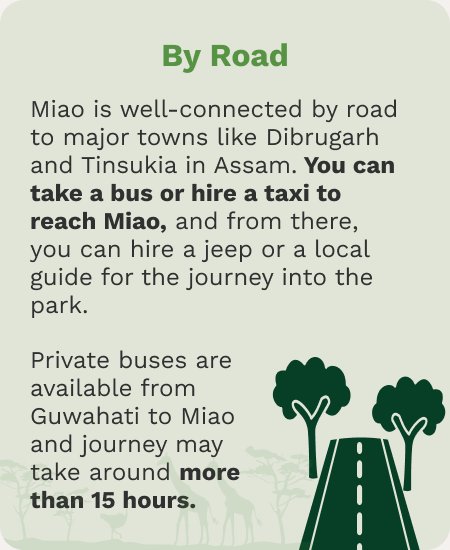 By Road
Miao is well-connected by road
to major towns like Dibrugarh
and Tinsukia in Assam. You can
take a bus or hire a taxi to
reach Miao, and from there,
you can hire a jeep or a local
guide for the journey into the
park.
Private buses are
available from
Guwahati to Miao
and journey may
take around more
than 15 hours.